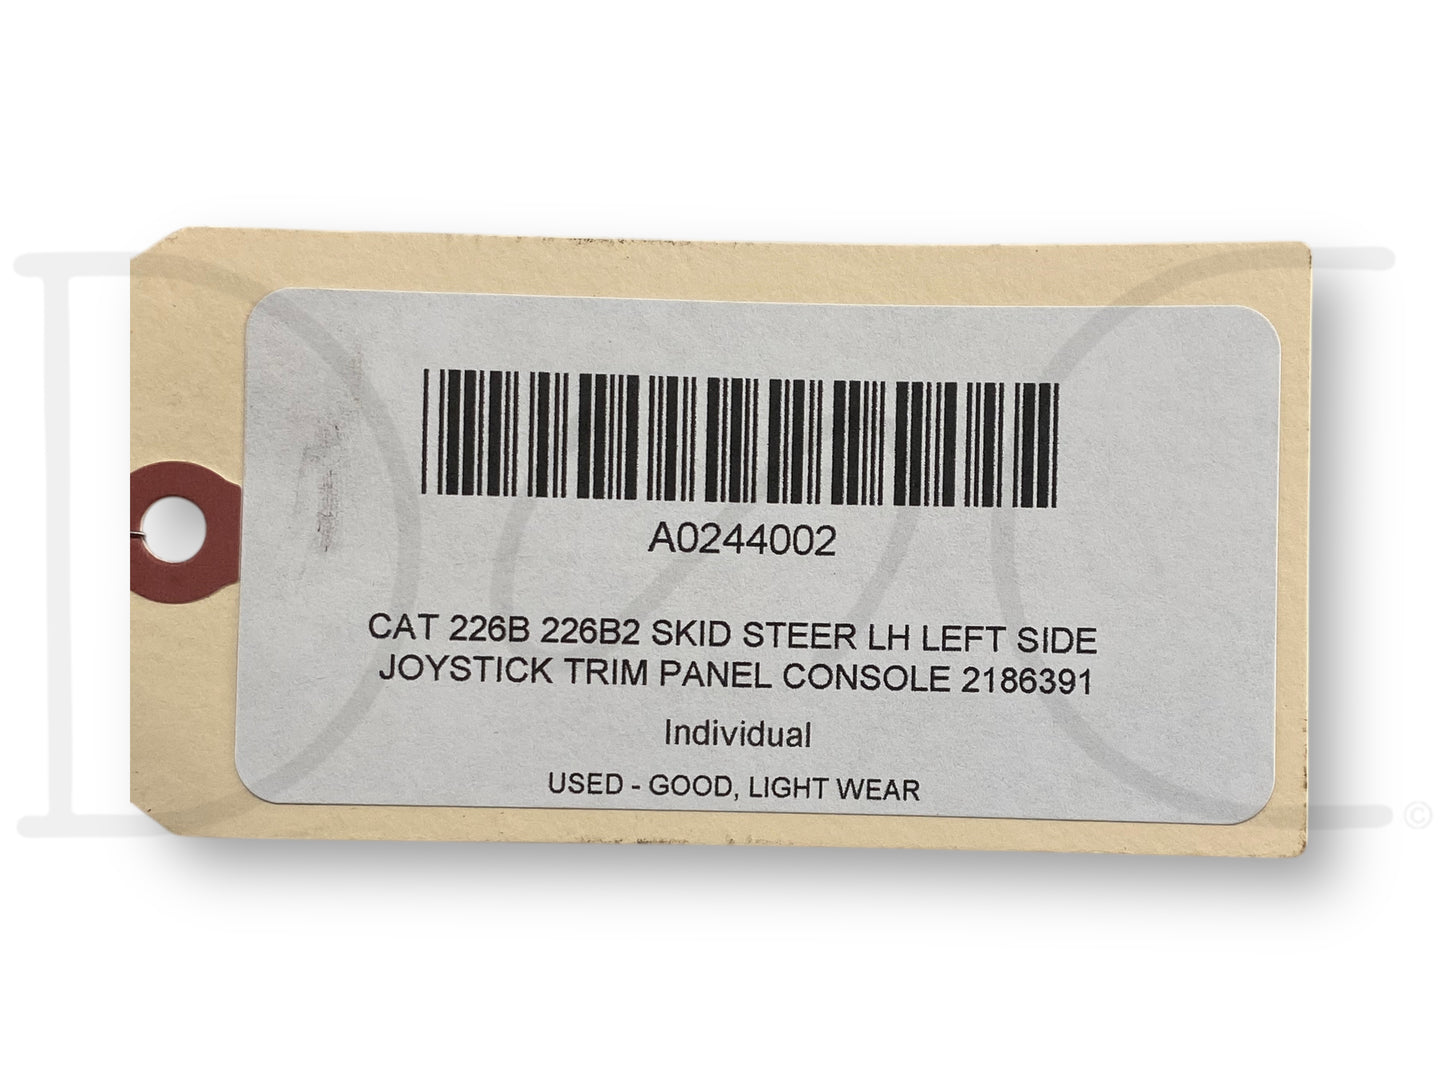 A0244002
CAT 226B 226B2 SKID STEER LH LEFT SIDE
JOYSTICK TRIM PANEL CONSOLE 2186391
Individual
USED - GOOD, LIGHT WEAR
©